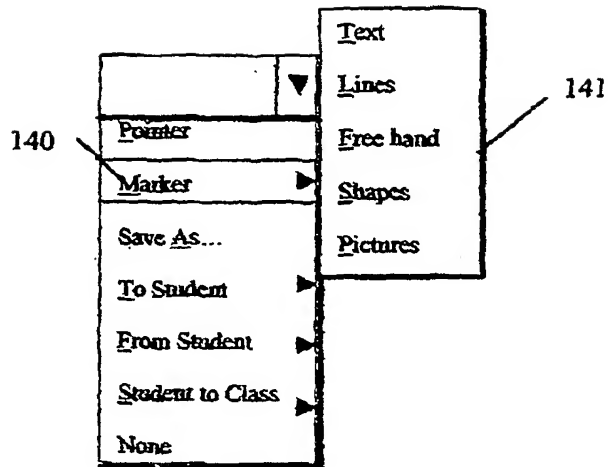 Text
Lines
Free hand
Shapes
Pictures
141
140
Pointer
Marker
Save As...
To Student
From Student
Student to Class
None